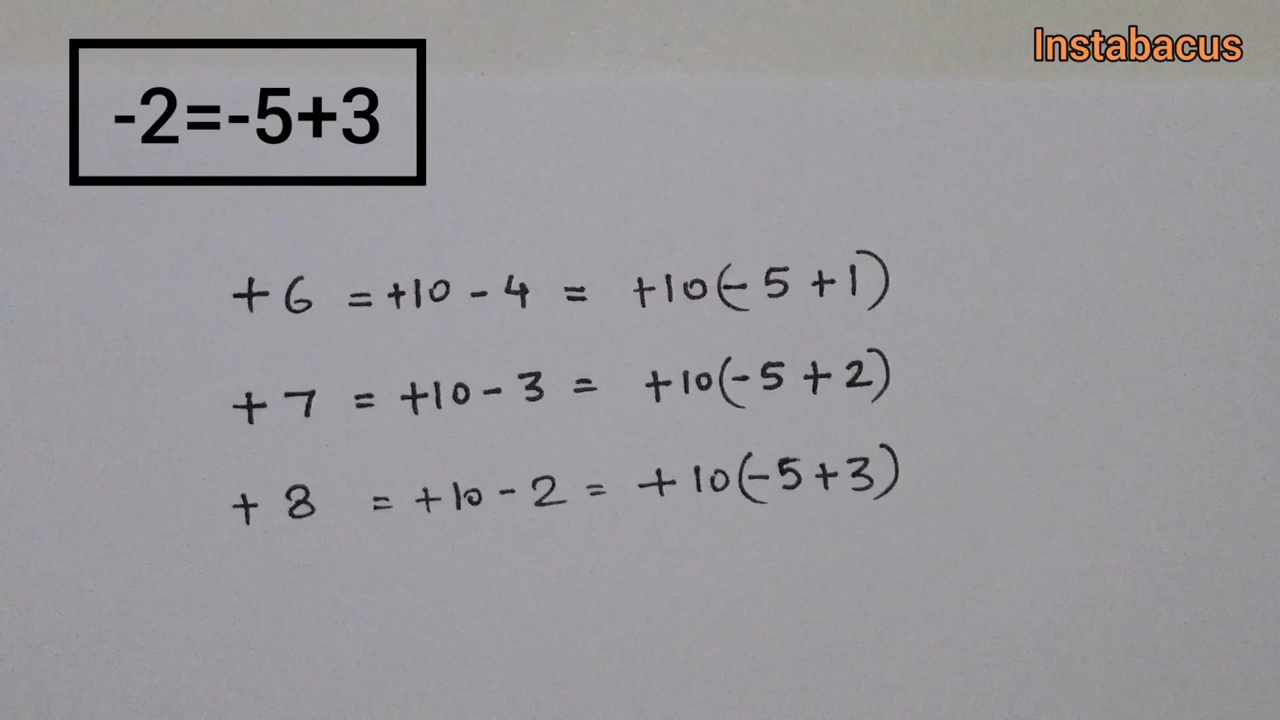 Instabacus
-2=-5+3
+6 = +10 - 4 = +10(-5 +1)
+7 = +10 - 3 = +10(-5 + 2)
+ 8 = +10 - 2 = +10(-5+3)